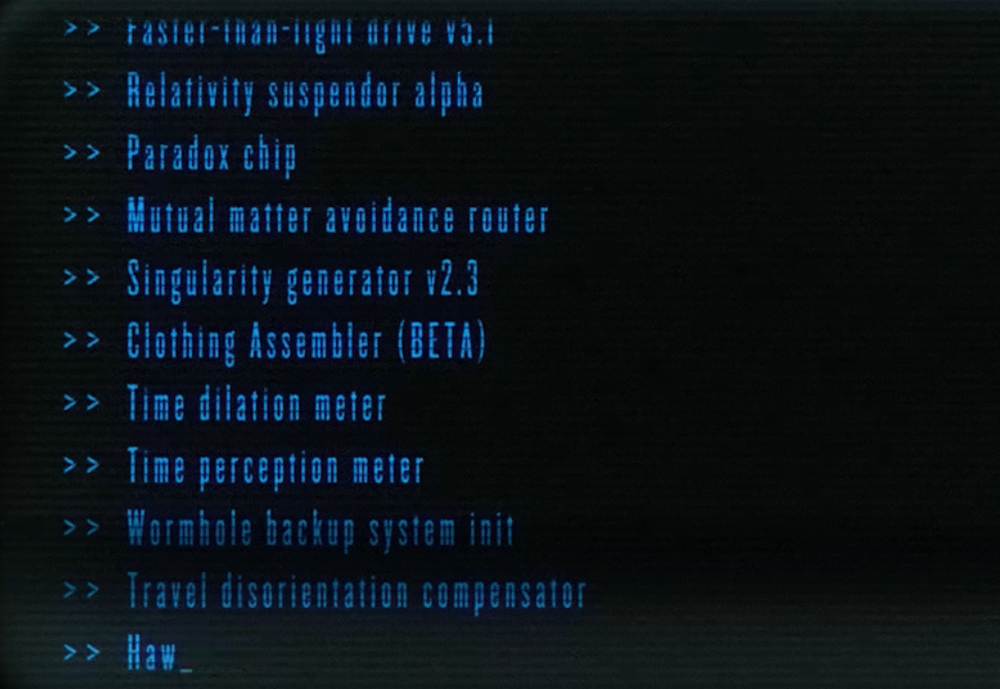 >> Faster-than-light drive v5.1
>> Relativity suspendor alpha
>> Paradox chip
>> Mutual matter avoidance router
>> Singularity generator v2.3
>> Clothing Assembler (BETA)
>> Time dilation meter
>> Time perception meter
>> Wormhole backup system init
>> Travel disorientation compensator
>> Haw_